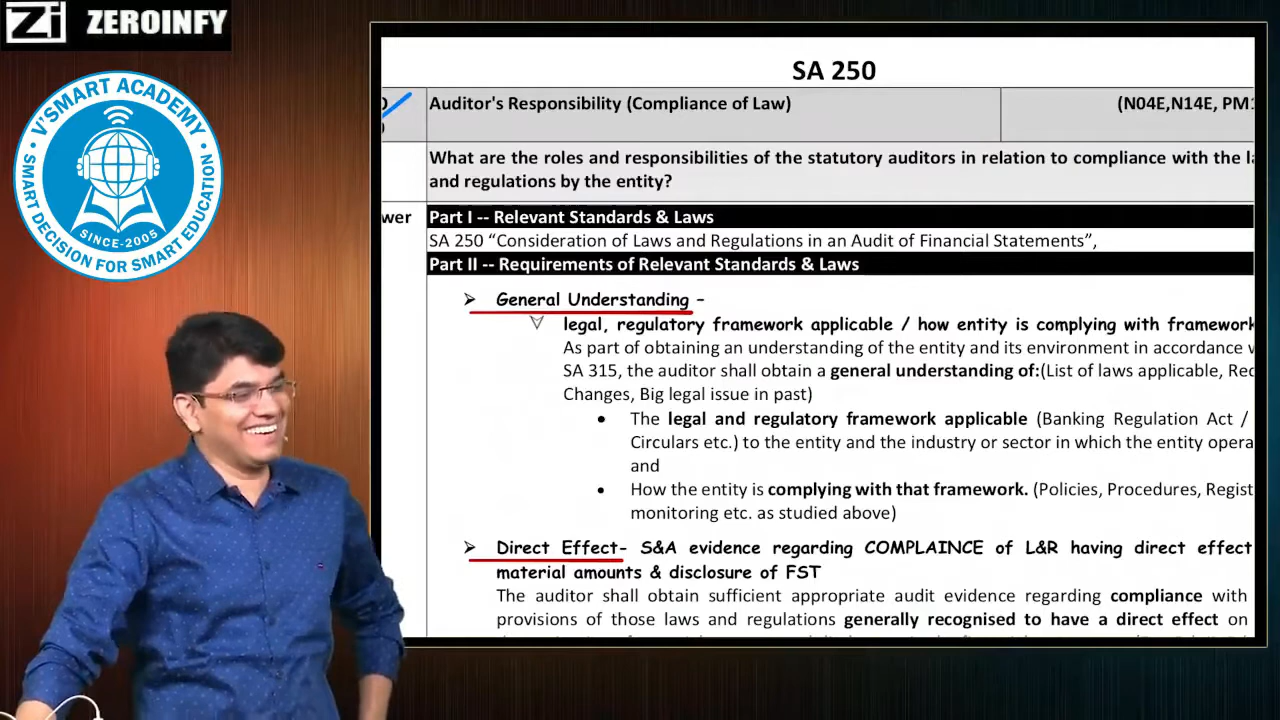 Zi ZEROINFY
V'SMART ACADEMY
SMART DECISION FOR SMART EDUCATION
SINCE-2005
SA 250
Auditor's Responsibility (Compliance of Law)
(N04E,N14E, PM1
What are the roles and responsibilities of the statutory auditors in relation to compliance with the la
and regulations by the entity?
wer
Part I -- Relevant Standards & Laws
SA 250 “Consideration of Laws and Regulations in an Audit of Financial Statements”,
Part II -- Requirements of Relevant Standards & Laws
General Understanding –
legal, regulatory framework applicable / how entity is complying with framework
As part of obtaining an understanding of the entity and its environment in accordance w
SA 315, the auditor shall obtain a general understanding of:(List of laws applicable, Rec
Changes, Big legal issue in past)
• The legal and regulatory framework applicable (Banking Regulation Act /
Circulars etc.) to the entity and the industry or sector in which the entity opera
and
• How the entity is complying with that framework. (Policies, Procedures, Regist
monitoring etc. as studied above)
Direct Effect– S&A evidence regarding COMPLAINCE of L&R having direct effect
material amounts & disclosure of FST
The auditor shall obtain sufficient appropriate audit evidence regarding compliance with
provisions of those laws and regulations generally recognised to have a direct effect on